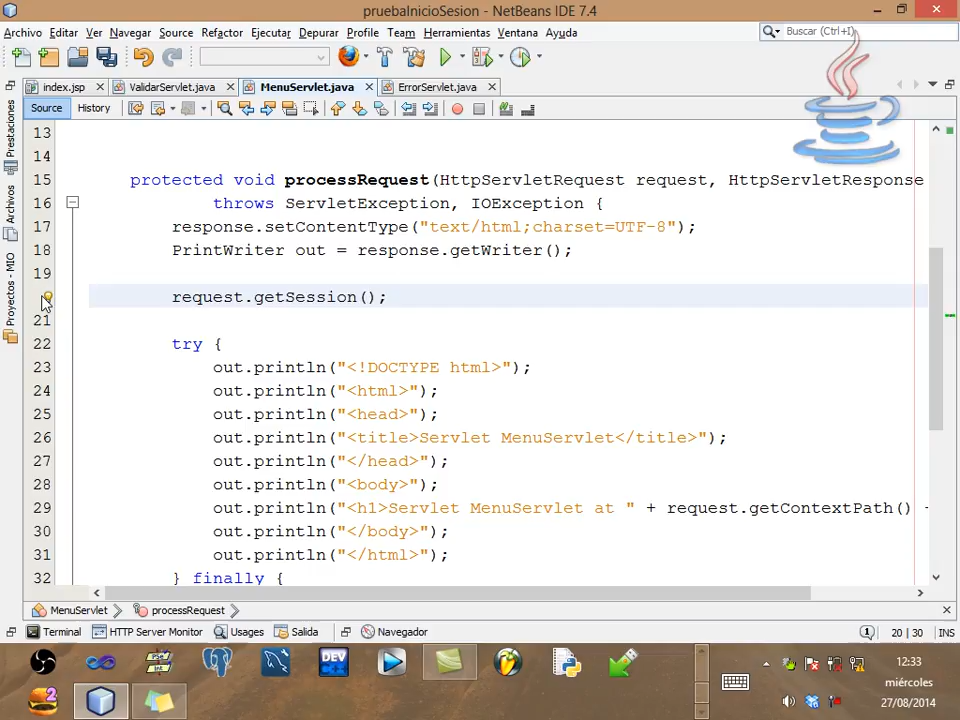 pruebaInicioSesion - NetBeans IDE 7.4
Archivo Editar Ver Navegar Source Refactor Ejecutar Depurar Profile Team Herramientas Ventana Ayuda
Buscar (Ctrl+I)
index.jsp ValidarServlet.java MenuServlet.java ErrorServlet.java
Source History
13
14
15 protected void processRequest(HttpServletRequest request, HttpServletResponse
16 throws ServletException, IOException {
17 response.setContentType("text/html;charset=UTF-8");
18 PrintWriter out = response.getWriter();
19
request.getSession();
21
22 try {
23 out.println("<!DOCTYPE html>");
24 out.println("<html>");
25 out.println("<head>");
26 out.println("<title>Servlet MenuServlet</title>");
27 out.println("</head>");
28 out.println("<body>");
29 out.println("<h1>Servlet MenuServlet at " + request.getContextPath() +
30 out.println("</body>");
31 out.println("</html>");
32 } finally {
Prestaciones
Archivos
Proyectos - MIO
MenuServlet processRequest
Terminal HTTP Server Monitor Usages Salida Navegador
20 | 30 INS
DEV
12:33
miércoles
27/08/2014